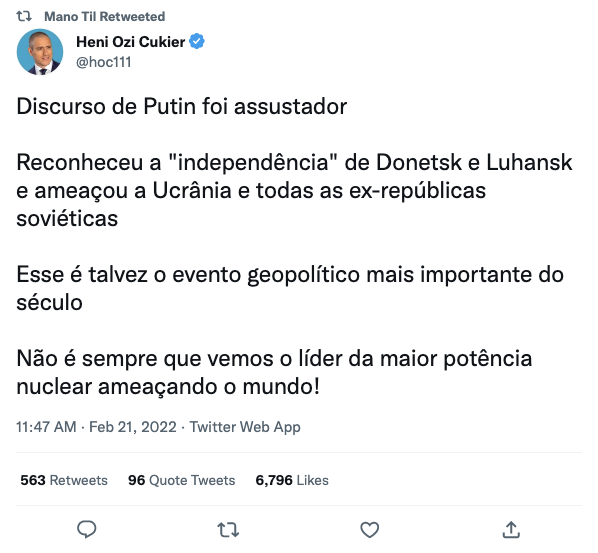 Mano Til Retweeted
Heni Ozi Cukier
@hoc111
Discurso de Putin foi assustador
Reconheceu a "independência" de Donetsk e Luhansk
e ameaçou a Ucrânia e todas as ex-repúblicas
soviéticas
Esse é talvez o evento geopolítico mais importante do
século
Não é sempre que vemos o líder da maior potência
nuclear ameaçando o mundo!
11:47 AM · Feb 21, 2022 · Twitter Web App
563 Retweets 96 Quote Tweets 6,796 Likes